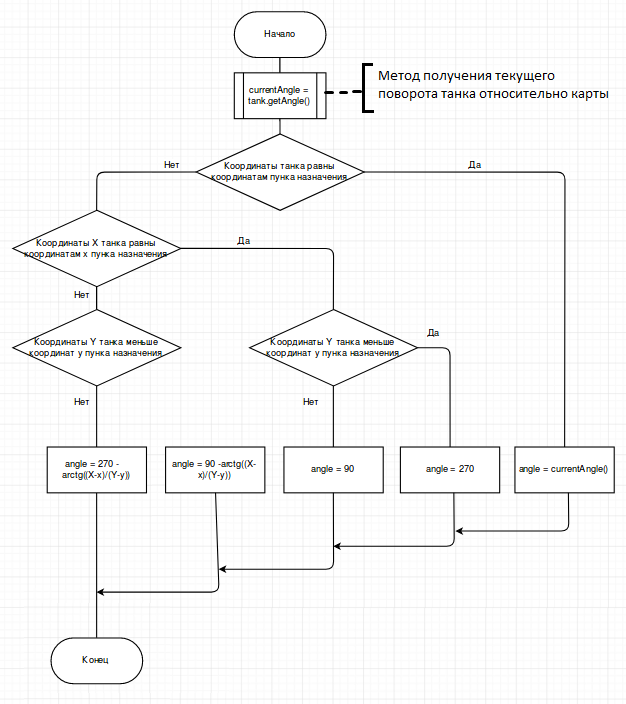 Начало
currentAngle =
tank.getAngle()
Метод получения текущего
поворота танка относительно карты
Координаты танка равны
координатам пунка назначения
Нет
Да
Координаты X танка равны
координатам x пунка назначения
Да
Нет
Координаты Y танка меньше
координат y пунка назначения
Координаты Y танка меньше
координат y пунка назначения
Да
Нет
Нет
angle = 270 -
arctg((X-x)/(Y-y))
angle = 90 -arctg((X-
x)/(Y-y))
angle = 90
angle = 270
angle = currentAngle()
Конец